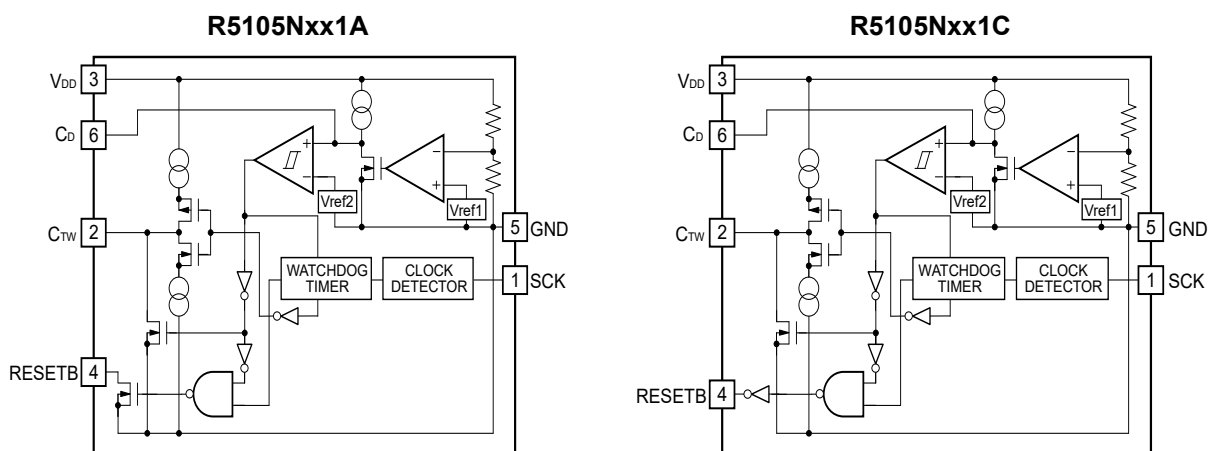 R5105Nxx1A
VDD 3
CD 6
+
−
−
+
Vref2
Vref1
CTW 2
5 GND
WATCHDOG
TIMER
CLOCK
DETECTOR
1 SCK
RESETB 4
R5105Nxx1C
VDD 3
CD 6
+
−
−
+
Vref2
Vref1
CTW 2
5 GND
WATCHDOG
TIMER
CLOCK
DETECTOR
1 SCK
RESETB 4